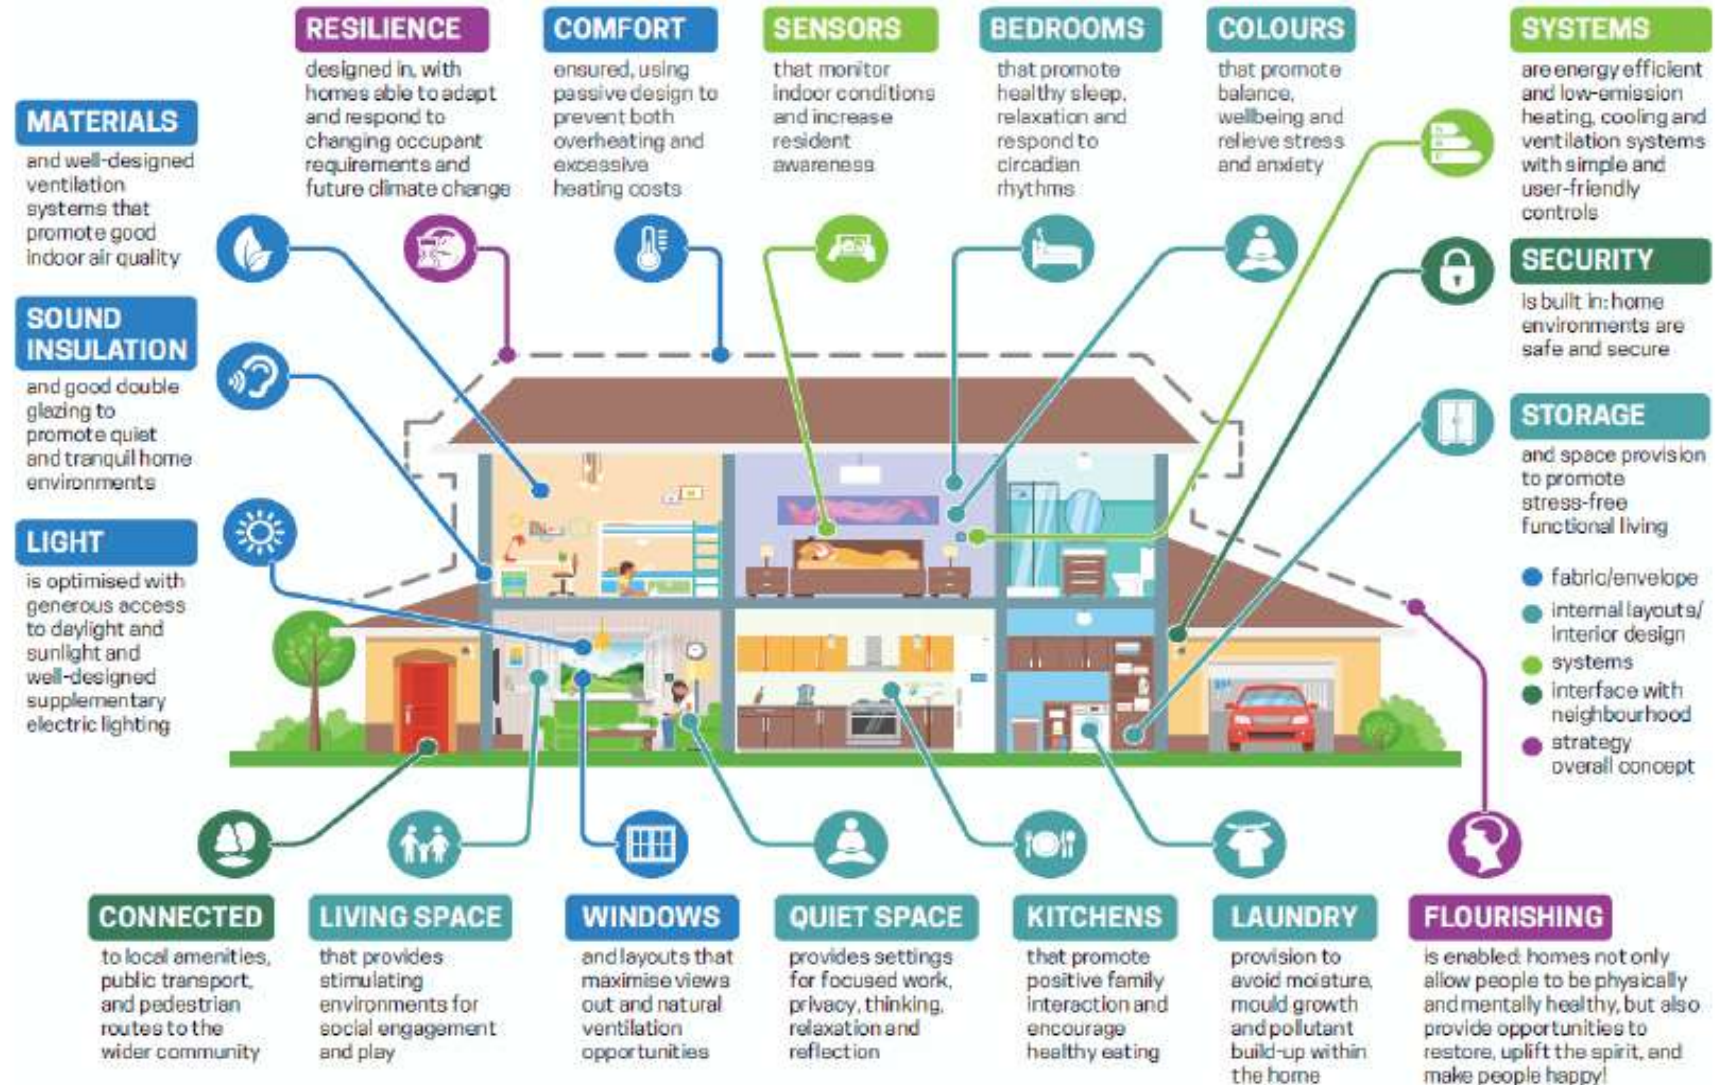 RESILIENCE
designed in, with
homes able to adapt
and respond to
changing occupant
requirements and
future climate change
COMFORT
ensured, using
passive design to
prevent both
overheating and
excessive
heating costs
SENSORS
that monitor
indoor conditions
and increase
resident
awareness
BEDROOMS
that promote
healthy sleep,
relaxation and
respond to
circadian
rhythms
COLOURS
that promote
balance,
wellbeing and
relieve stress
and anxiety
SYSTEMS
are energy efficient
and low-emission
heating, cooling and
ventilation systems
with simple and
user-friendly
controls
MATERIALS
and well-designed
ventilation
systems that
promote good
indoor air quality
SECURITY
is built in: home
environments are
safe and secure
SOUND
INSULATION
and good double
glazing to
promote quiet
and tranquil home
environments
STORAGE
and space provision
to promote
stress-free
functional living
LIGHT
is optimised with
generous access
to daylight and
sunlight and
well-designed
supplementary
electric lighting
fabric/envelope
internal layouts/
interior design
systems
interface with
neighbourhood
strategy
overall concept
CONNECTED
to local amenities,
public transport,
and pedestrian
routes to the
wider community
LIVING SPACE
that provides
stimulating
environments for
social engagement
and play
WINDOWS
and layouts that
maximise views
out and natural
ventilation
opportunities
QUIET SPACE
provides settings
for focused work,
privacy, thinking,
relaxation and
reflection
KITCHENS
that promote
positive family
interaction and
encourage
healthy eating
LAUNDRY
provision to
avoid moisture,
mould growth
and pollutant
build-up within
the home
FLOURISHING
is enabled: homes not only
allow people to be physically
and mentally healthy, but also
provide opportunities to
restore, uplift the spirit, and
make people happy!